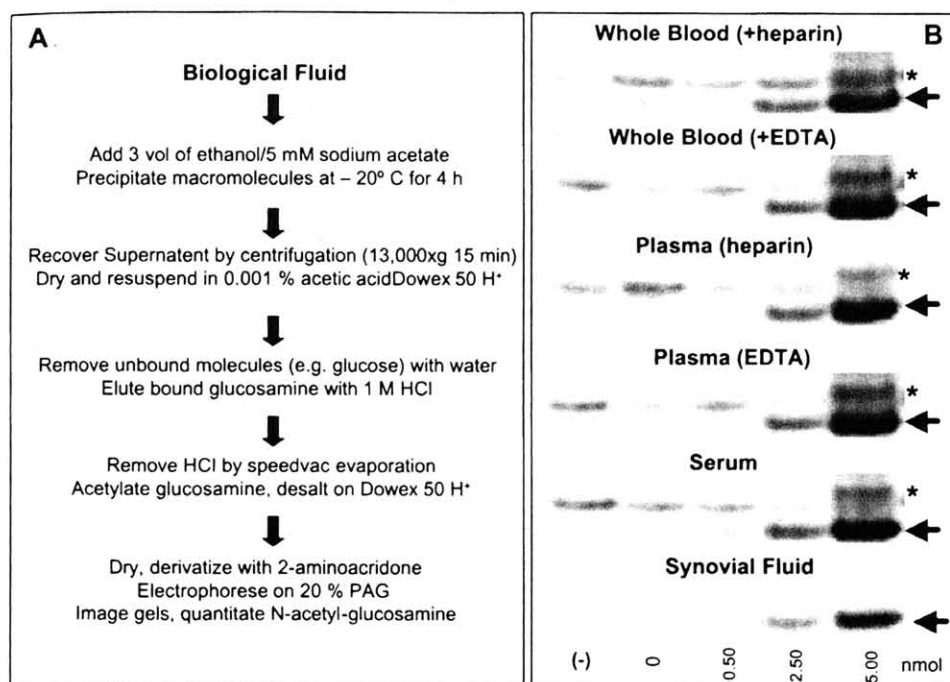 A
Biological Fluid
Add 3 vol of ethanol/5 mM sodium acetate
Precipitate macromolecules at – 20º C for 4 h
Recover Supernatent by centrifugation (13,000xg 15 min)
Dry and resuspend in 0.001 % acetic acidDowex 50 H⁺
Remove unbound molecules (e.g. glucose) with water
Elute bound glucosamine with 1 M HCl
Remove HCl by speedvac evaporation
Acetylate glucosamine, desalt on Dowex 50 H⁺
Dry, derivatize with 2-aminoacridone
Electrophorese on 20 % PAG
Image gels, quantitate N-acetyl-glucosamine
B
Whole Blood (+heparin)
*
Whole Blood (+EDTA)
*
Plasma (heparin)
*
Plasma (EDTA)
*
Serum
*
Synovial Fluid
(-) 0 0.50 2.50 5.00 nmol